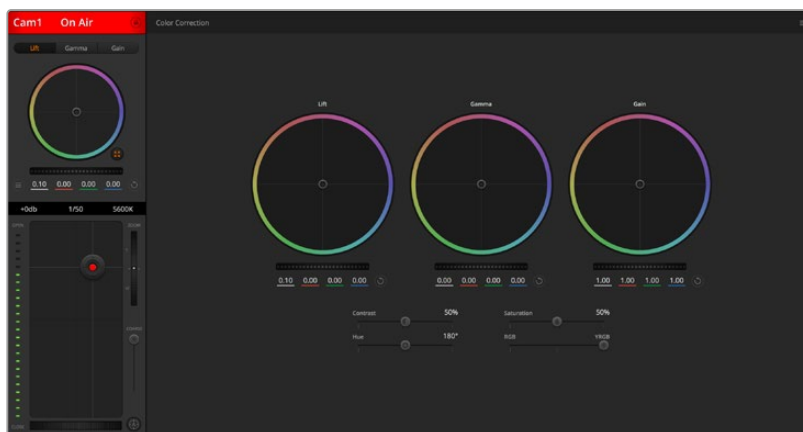 Cam1 On Air
Color Correction
Lift Gamma Gain
0.10 0.00 0.00 0.00
+0db 1/50 5600K
OPEN ZOOM
Lift Gamma Gain
0.10 0.00 0.00 0.00
0.00 0.00 0.00 0.00
1.00 1.00 1.00 1.00
Contrast 50%
Saturation 50%
Hue 180°
RGB YRGB